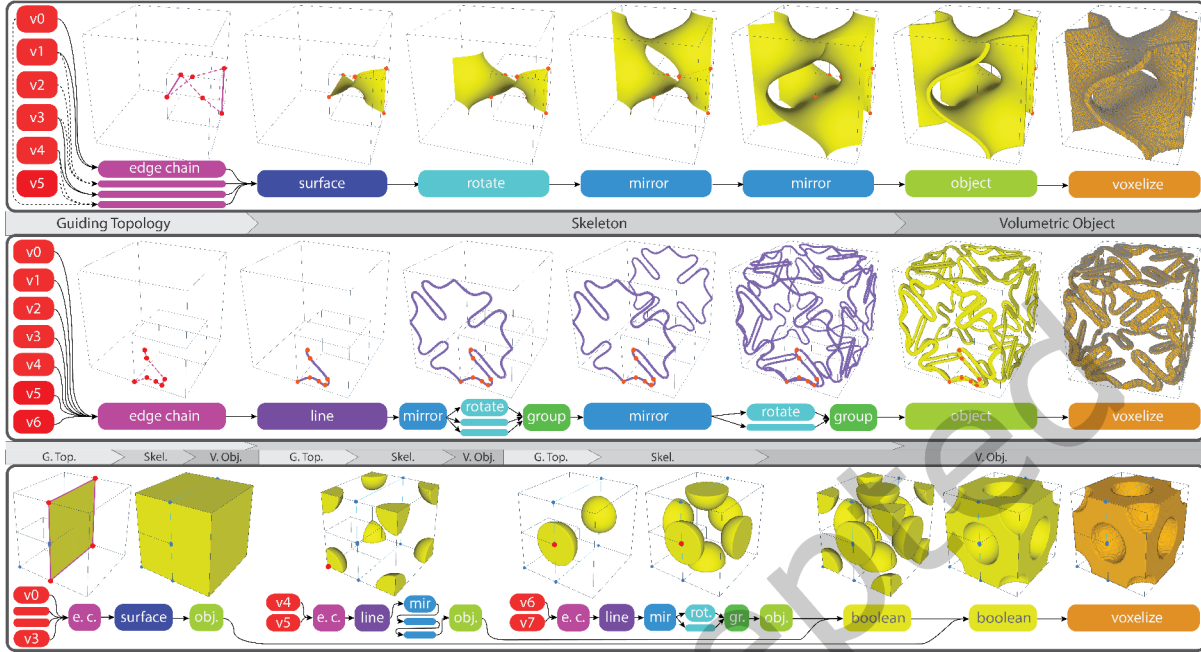 v0
v1
v2
v3
v4
v5
edge chain
surface
rotate
mirror
mirror
object
voxelize
Guiding Topology
Skeleton
Volumetric Object
v0
v1
v2
v3
v4
v5
v6
edge chain
line
mirror
rotate
group
mirror
rotate
group
object
voxelize
G. Top.
Skel.
V. Obj.
G. Top.
Skel.
V. Obj.
G. Top.
Skel.
V. Obj.
v0
v3
e. c.
surface
obj.
v4
v5
e. c.
line
mir
obj.
v6
v7
e. c.
line
mir
rot.
gr.
obj.
boolean
boolean
voxelize